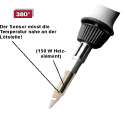 380°
Der Sensor misst die
Temperatur nahe an der
Lötstelle!
(150 W Heiz-
element)